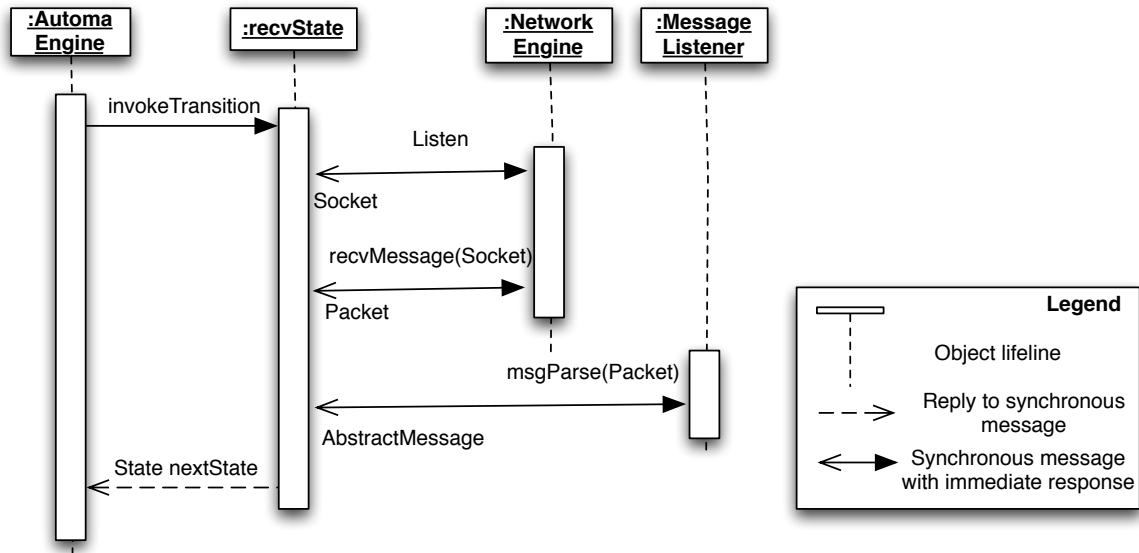 :Automa
Engine
:recvState
:Network
Engine
:Message
Listener
invokeTransition
Listen
Socket
recvMessage(Socket)
Packet
msgParse(Packet)
AbstractMessage
State nextState
Legend
Object lifeline
Reply to synchronous
message
Synchronous message
with immediate response